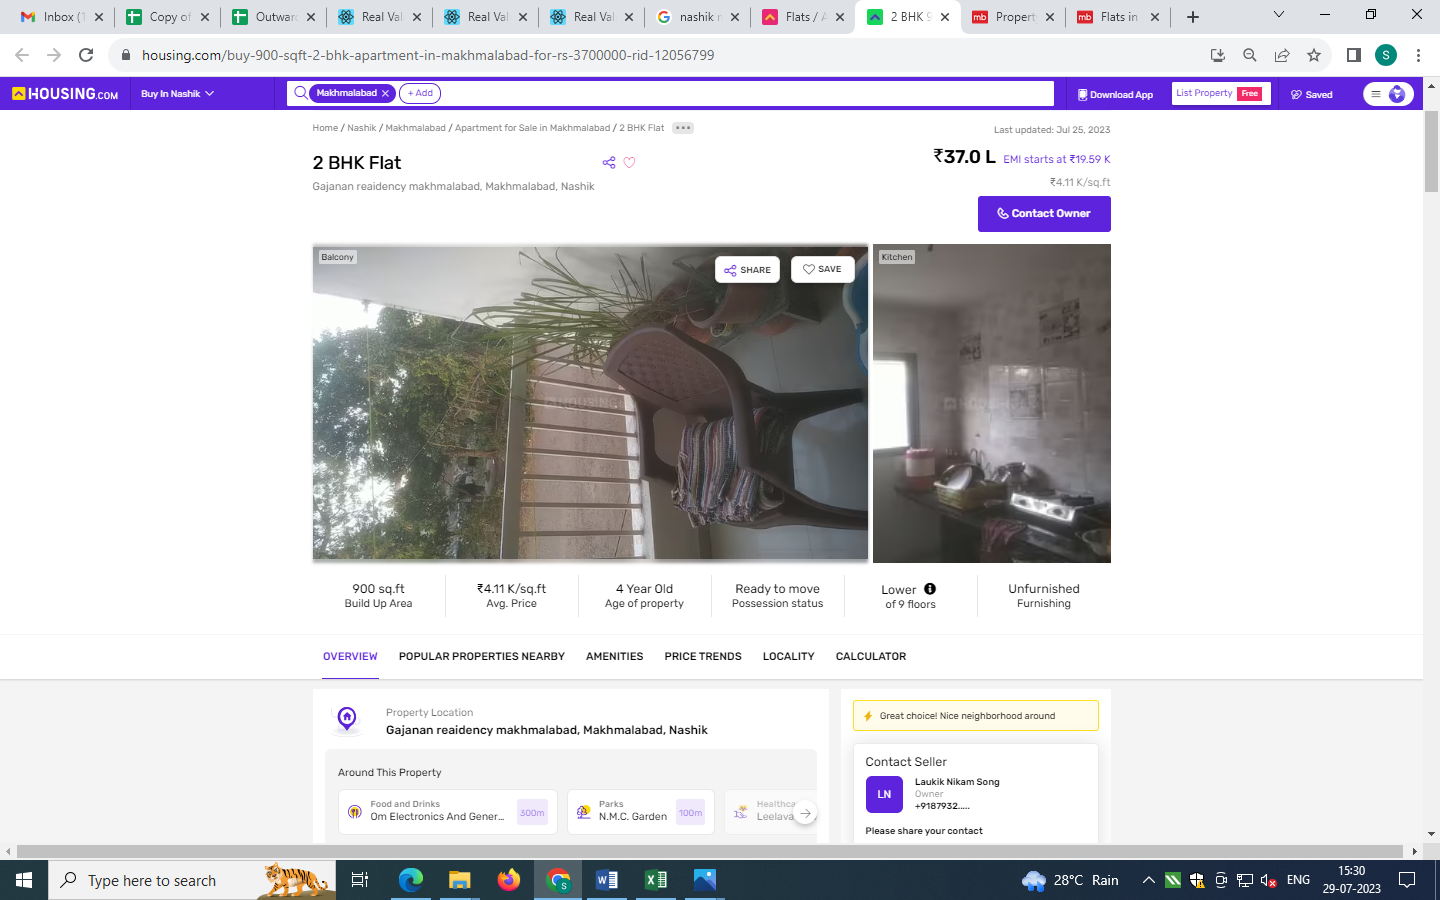 Inbox (1
Copy of
Outward
Real Val
Real Val
Real Val
nashik r
Flats / A
2 BHK 9
Property
Flats in
housing.com/buy-900-sqft-2-bhk-apartment-in-makhmalabad-for-rs-3700000-rid-12056799
S
HOUSING.COM
Buy In Nashik
Makhmalabad
+ Add
Download App
List Property Free
Saved
Home / Nashik / Makhmalabad / Apartment for Sale in Makhmalabad / 2 BHK Flat
Last updated: Jul 25, 2023
2 BHK Flat
₹37.0 L EMI starts at ₹19.59 K
Gajanan reaidency makhmalabad, Makhmalabad, Nashik
₹4.11 K/sq.ft
Contact Owner
Balcony
SHARE
SAVE
Kitchen
HOUSING
900 sq.ft
Build Up Area
₹4.11 K/sq.ft
Avg. Price
4 Year Old
Age of property
Ready to move
Possession status
Lower
of 9 floors
Unfurnished
Furnishing
OVERVIEW
POPULAR PROPERTIES NEARBY
AMENITIES
PRICE TRENDS
LOCALITY
CALCULATOR
Property Location
Gajanan reaidency makhmalabad, Makhmalabad, Nashik
Around This Property
Food and Drinks
Om Electronics And Gener...
300m
Parks
N.M.C. Garden
100m
Healthca
Leelava
Great choice! Nice neighborhood around
Contact Seller
LN
Laukik Nikam Song
Owner
+9187932.....
Please share your contact
Type here to search
28°C Rain
ENG
15:30
29-07-2023